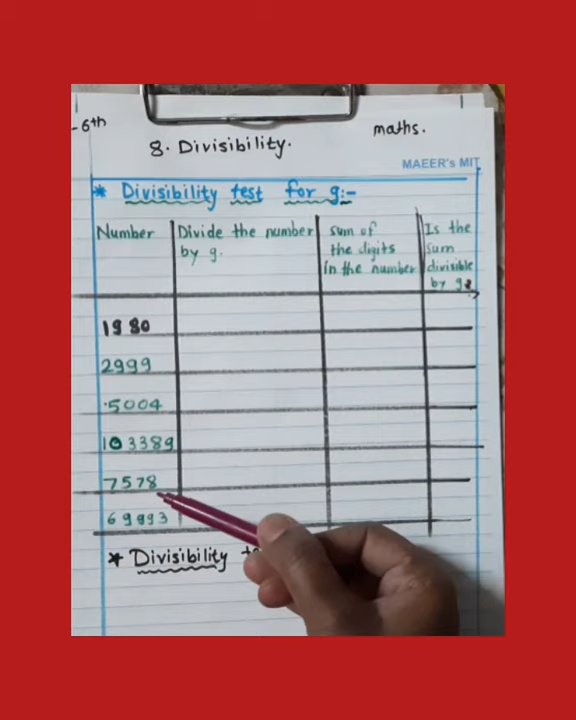 -6th
maths.
8. Divisibility.
MAEER's MIT
* Divisibility test for 9:-
Number
Divide the number
by 9.
sum of
the digits
in the number
Is the
sum
divisible
by 9?
1980
2999
5004
103389
7578
69993
* Divisibility